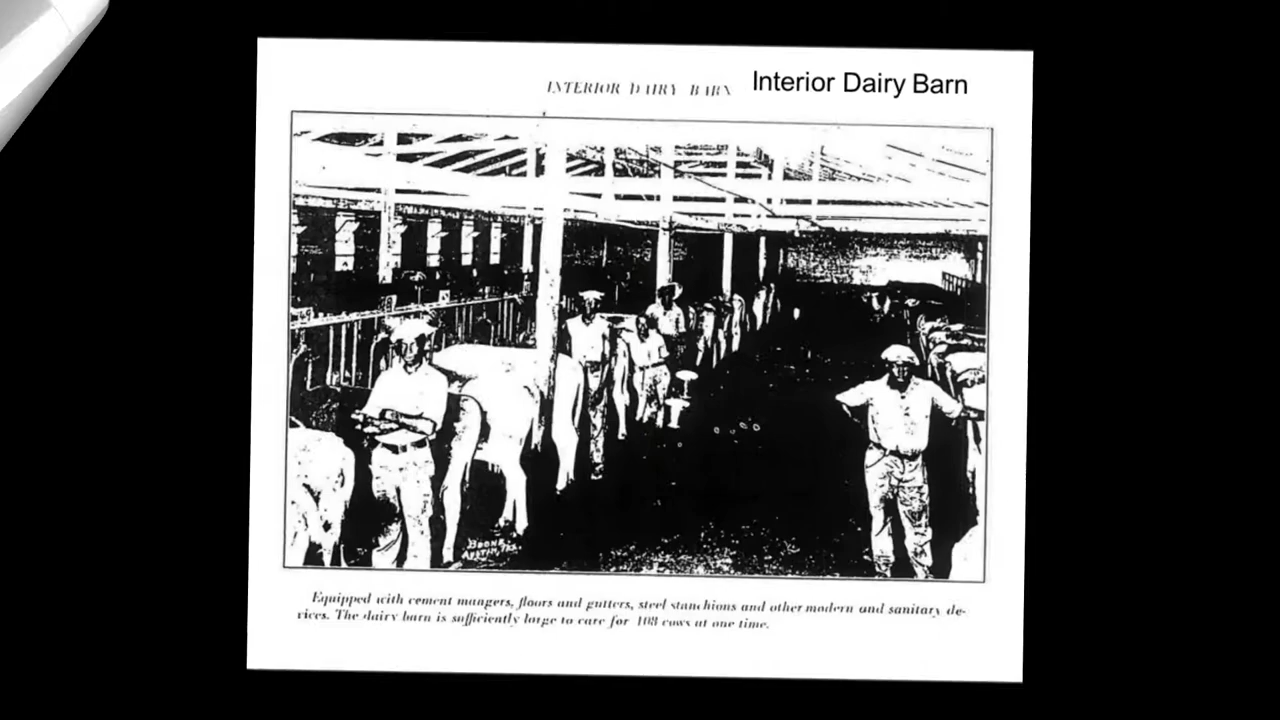 INTERIOR DAIRY BARN Interior Dairy Barn
BOONE
AUSTIN, TEX.
Equipped with cement mangers, floors and gutters, steel stanchions and other modern and sanitary de-
vices. The dairy barn is sufficiently large to care for 108 cows at one time.